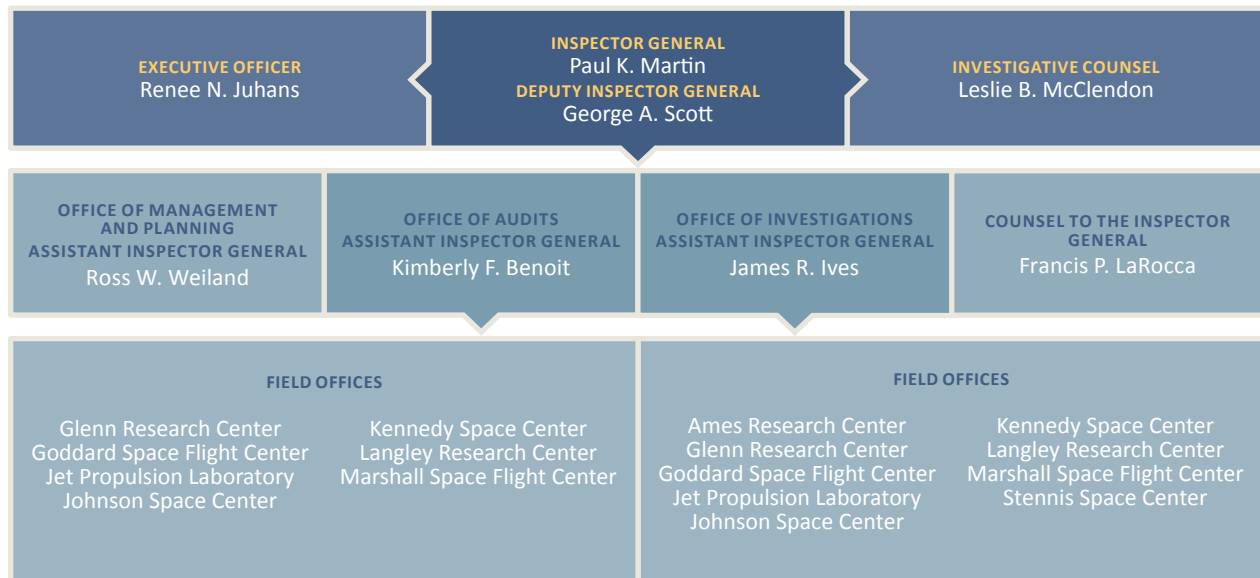 EXECUTIVE OFFICER
Renee N. Juhans
INSPECTOR GENERAL
Paul K. Martin
DEPUTY INSPECTOR GENERAL
George A. Scott
INVESTIGATIVE COUNSEL
Leslie B. McClendon
OFFICE OF MANAGEMENT
AND PLANNING
ASSISTANT INSPECTOR GENERAL
Ross W. Weiland
OFFICE OF AUDITS
ASSISTANT INSPECTOR GENERAL
Kimberly F. Benoit
OFFICE OF INVESTIGATIONS
ASSISTANT INSPECTOR GENERAL
James R. Ives
COUNSEL TO THE INSPECTOR
GENERAL
Francis P. LaRocca
FIELD OFFICES
Glenn Research Center
Goddard Space Flight Center
Jet Propulsion Laboratory
Johnson Space Center
Kennedy Space Center
Langley Research Center
Marshall Space Flight Center
FIELD OFFICES
Ames Research Center
Glenn Research Center
Goddard Space Flight Center
Jet Propulsion Laboratory
Johnson Space Center
Kennedy Space Center
Langley Research Center
Marshall Space Flight Center
Stennis Space Center